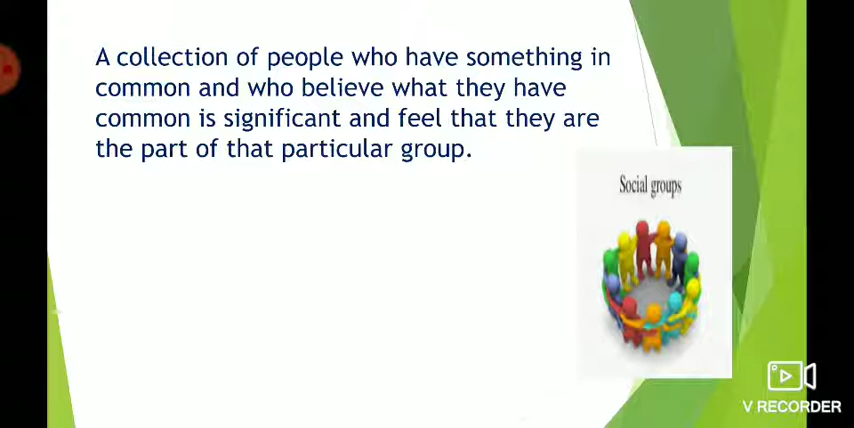 A collection of people who have something in
common and who believe what they have
common is significant and feel that they are
the part of that particular group.
Social groups
V RECORDER